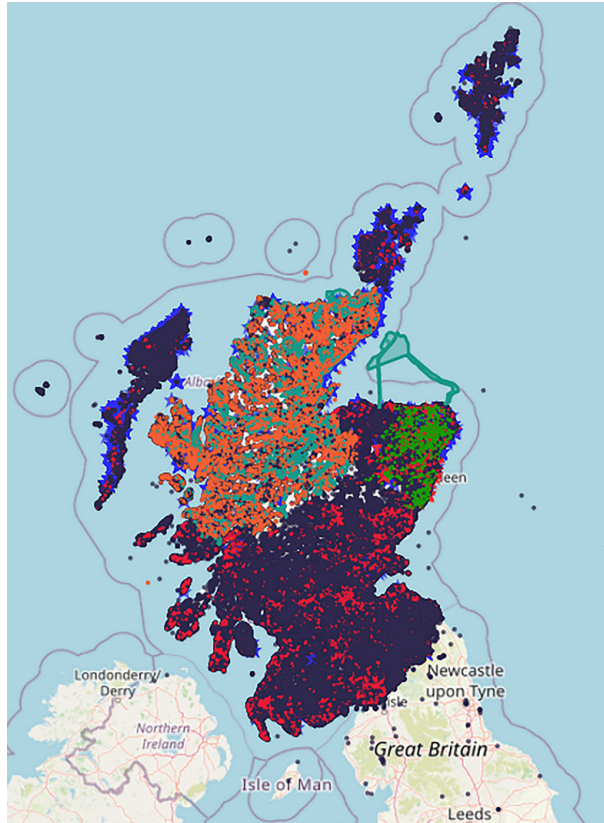 Alba
een
Londonderry/
Derry
Northern
Ireland
Newcastle
upon Tyne
isle
Great Britain
Isle of Man
Leeds